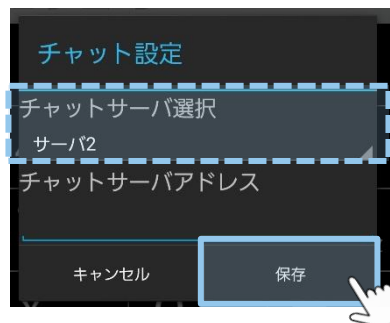 チャット設定
チャットサーバ選択
サーバ2
チャットサーバアドレス
キャンセル
保存